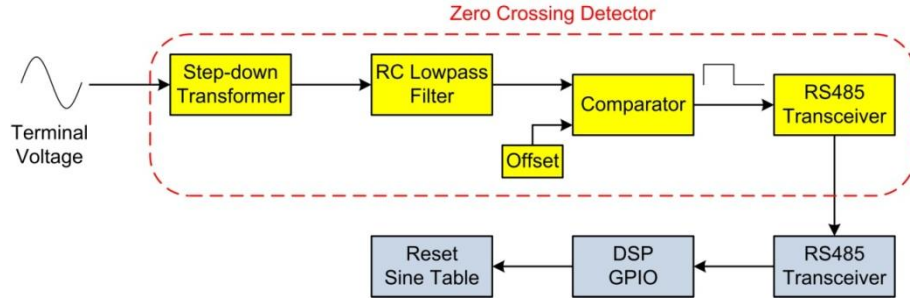 Zero Crossing Detector
Terminal
Voltage
Step-down
Transformer
RC Lowpass
Filter
Offset
Comparator
RS485
Transceiver
RS485
Transceiver
DSP
GPIO
Reset
Sine Table